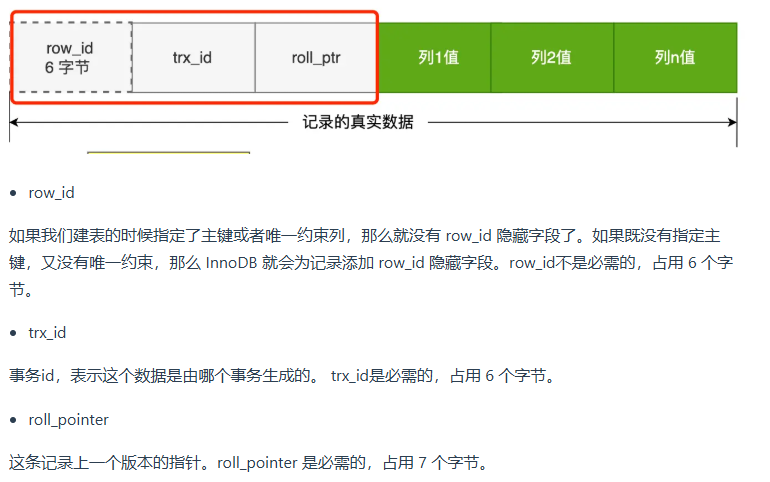 row_id
6 字节
trx_id
roll_ptr
列1值
列2值
列n值
记录的真实数据
row_id
如果我们建表的时候指定了主键或者唯一约束列，那么就没有 row_id 隐藏字段了。如果既没有指定主
键，又没有唯一约束，那么 InnoDB 就会为记录添加 row_id 隐藏字段。row_id不是必需的，占用 6 个字
节。
trx_id
事务id，表示这个数据是由哪个事务生成的。 trx_id是必需的，占用 6 个字节。
roll_pointer
这条记录上一个版本的指针。roll_pointer 是必需的，占用 7 个字节。